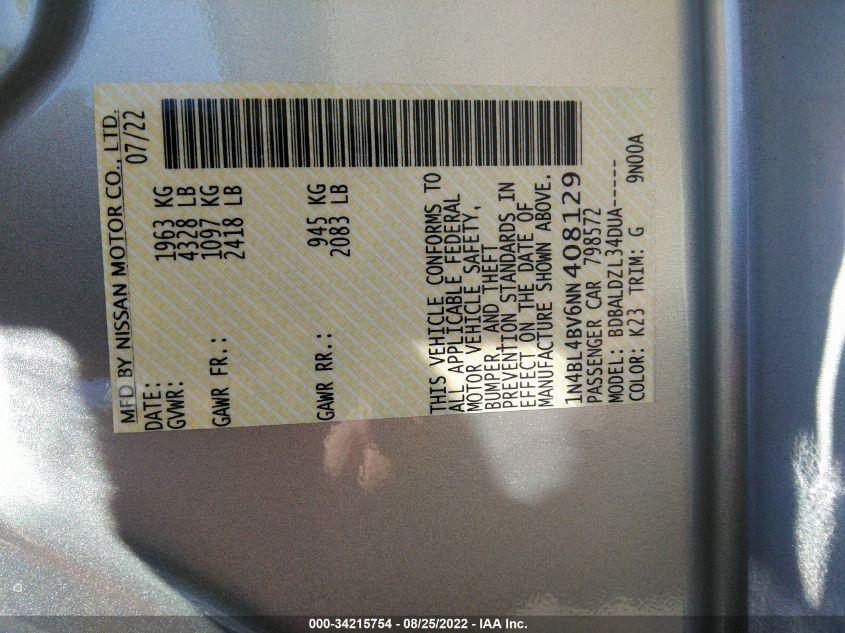 MFD BY NISSAN MOTOR CO., LTD.
DATE: 07/22
GVWR: 1963 KG
4328 LB
GAWR FR.: 1097 KG
2418 LB
GAWR RR.: 945 KG
2083 LB
THIS VEHICLE CONFORMS TO
ALL APPLICABLE FEDERAL
MOTOR VEHICLE SAFETY,
BUMPER, AND THEFT
PREVENTION STANDARDS IN
EFFECT ON THE DATE OF
MANUFACTURE SHOWN ABOVE.
1N4BL4BV6NN408129
PASSENGER CAR 798572
MODEL: BDBALDZL34DUA-----
COLOR: K23 TRIM: G 9N00A
000-34215754 - 08/25/2022 - IAA Inc.